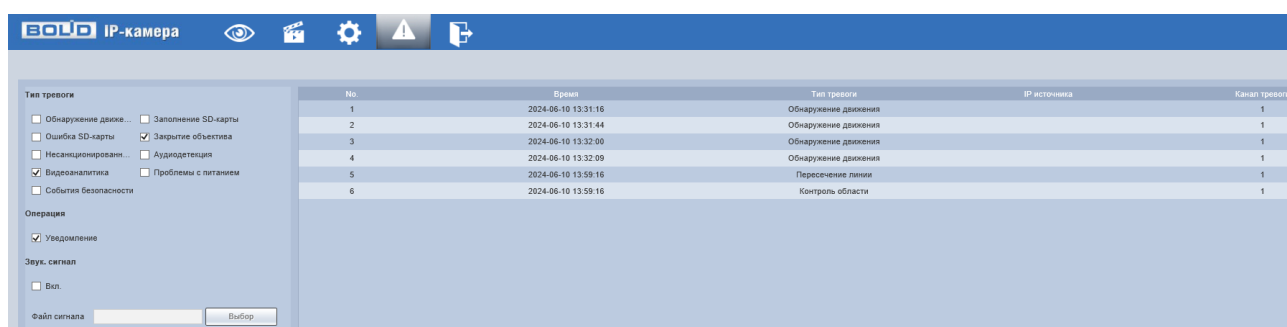 BOLID IP-камера
Тип тревоги
Обнаружение движе... Заполнение SD-карты
Ошибка SD-карты Закрытие объектива
Несанкционированн... Аудиодетекция
Видеоаналитика Проблемы с питанием
События безопасности
Операция
Уведомление
Звук. сигнал
Вкл.
Файл сигнала Выбор
No. Время Тип тревоги IP источника Канал тревог
1 2024-06-10 13:31:16 Обнаружение движения 1
2 2024-06-10 13:31:44 Обнаружение движения 1
3 2024-06-10 13:32:00 Обнаружение движения 1
4 2024-06-10 13:32:09 Обнаружение движения 1
5 2024-06-10 13:59:16 Пересечение линии 1
6 2024-06-10 13:59:16 Контроль области 1